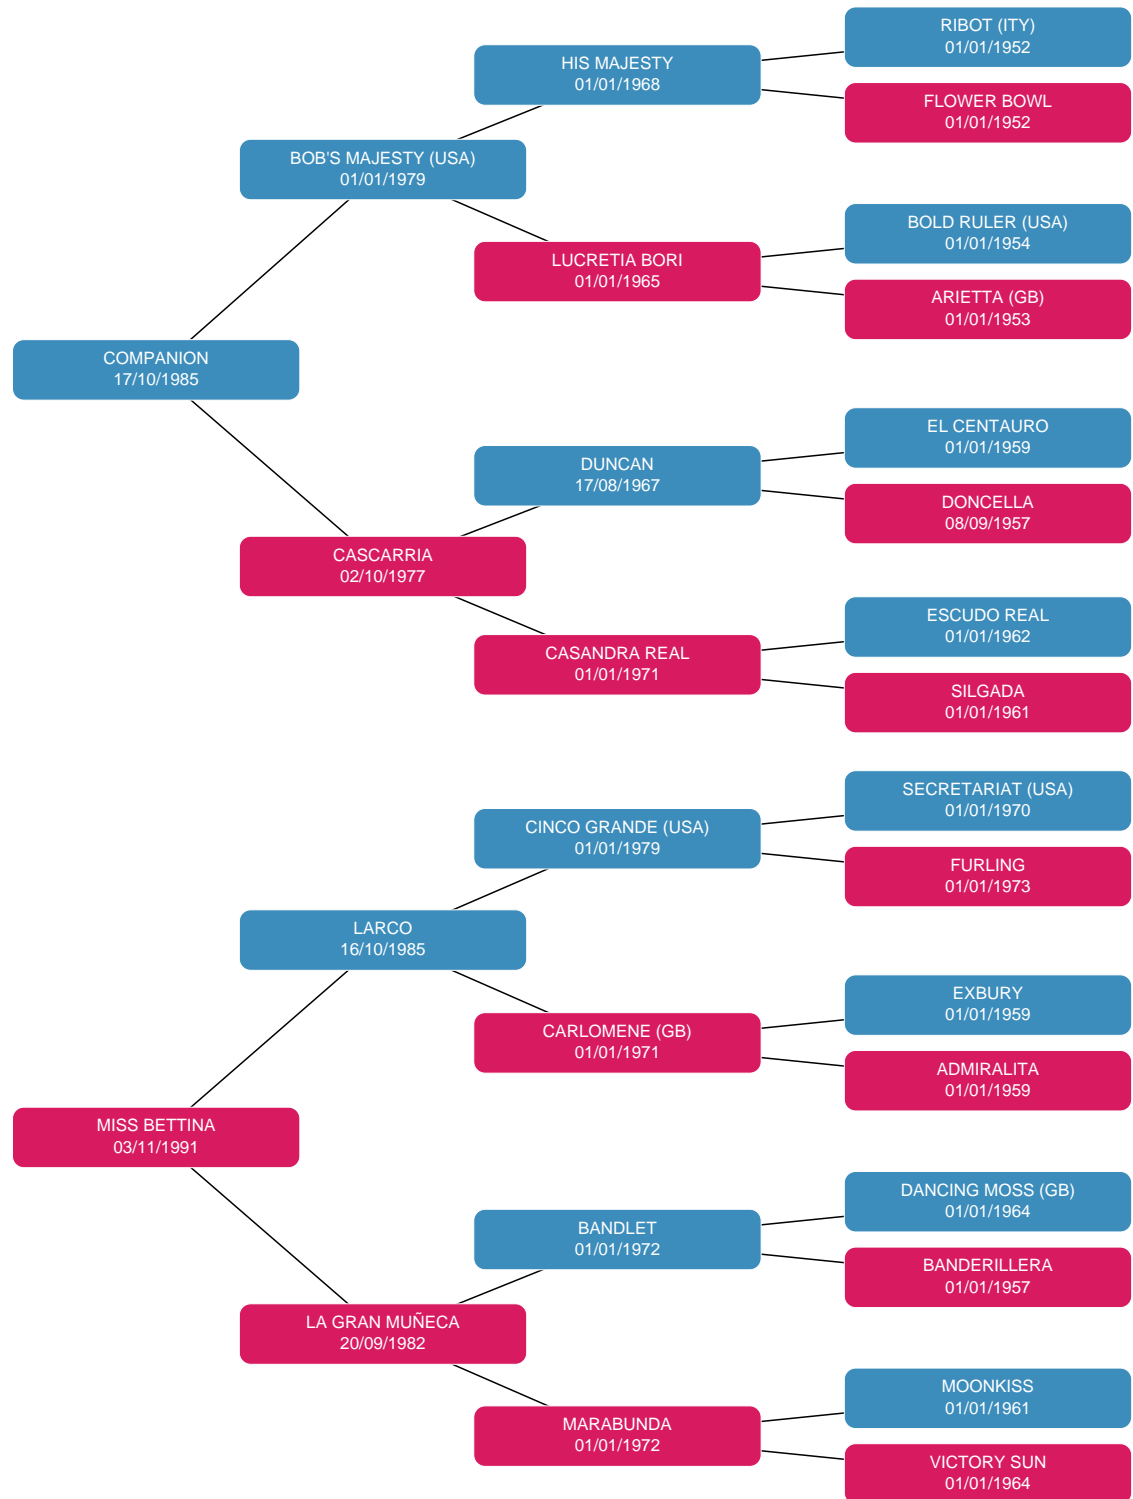 RIBOT (ITY)
01/01/1952
HIS MAJESTY
01/01/1968
FLOWER BOWL
01/01/1952
BOB'S MAJESTY (USA)
01/01/1979
BOLD RULER (USA)
01/01/1954
LUCRETIA BORI
01/01/1965
ARIETTA (GB)
01/01/1953
COMPANION
17/10/1985
EL CENTAURO
01/01/1959
DUNCAN
17/08/1967
DONCELLA
08/09/1957
CASCARRIA
02/10/1977
ESCUDO REAL
01/01/1962
CASANDRA REAL
01/01/1971
SILGADA
01/01/1961
SECRETARIAT (USA)
01/01/1970
CINCO GRANDE (USA)
01/01/1979
FURLING
01/01/1973
LARCO
16/10/1985
EXBURY
01/01/1959
CARLOMENE (GB)
01/01/1971
ADMIRALITA
01/01/1959
MISS BETTINA
03/11/1991
DANCING MOSS (GB)
01/01/1964
BANDLET
01/01/1972
BANDERILLERA
01/01/1957
LA GRAN MUÑECA
20/09/1982
MOONKISS
01/01/1961
MARABUNDA
01/01/1972
VICTORY SUN
01/01/1964